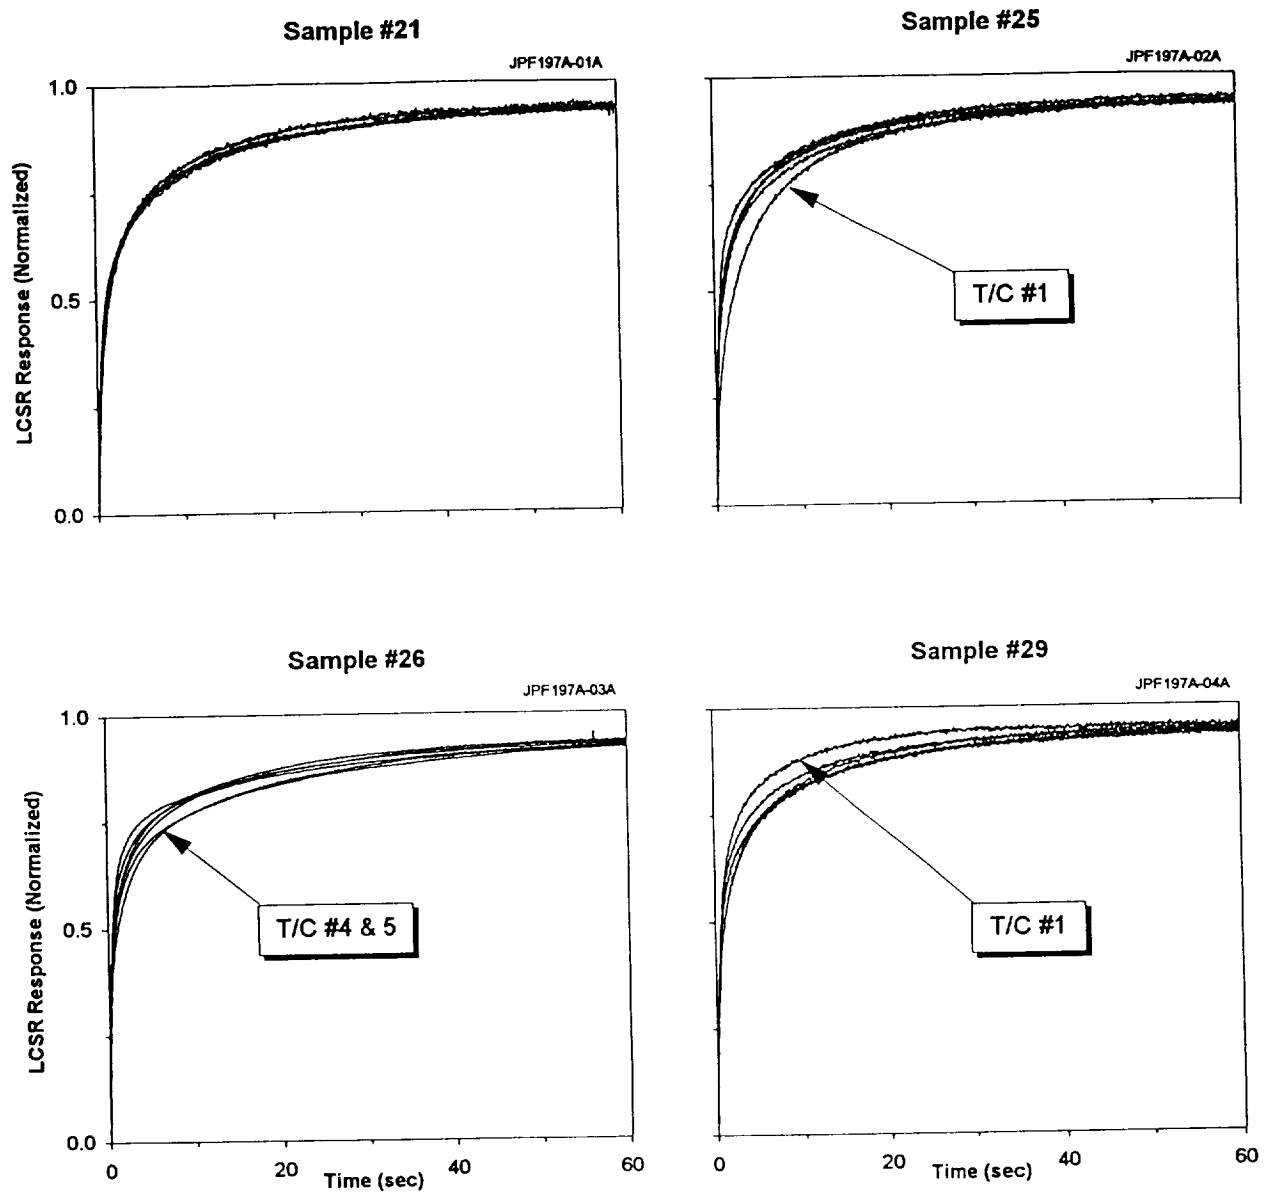 Sample #21
JPF197A-01A
1.0
0.5
0.0
LCSR Response (Normalized)
Sample #25
JPF197A-02A
T/C #1
Sample #26
JPF197A-03A
1.0
0.5
0.0
LCSR Response (Normalized)
T/C #4 & 5
0
20
40
60
Time (sec)
Sample #29
JPF197A-04A
T/C #1
0
20
40
60
Time (sec)